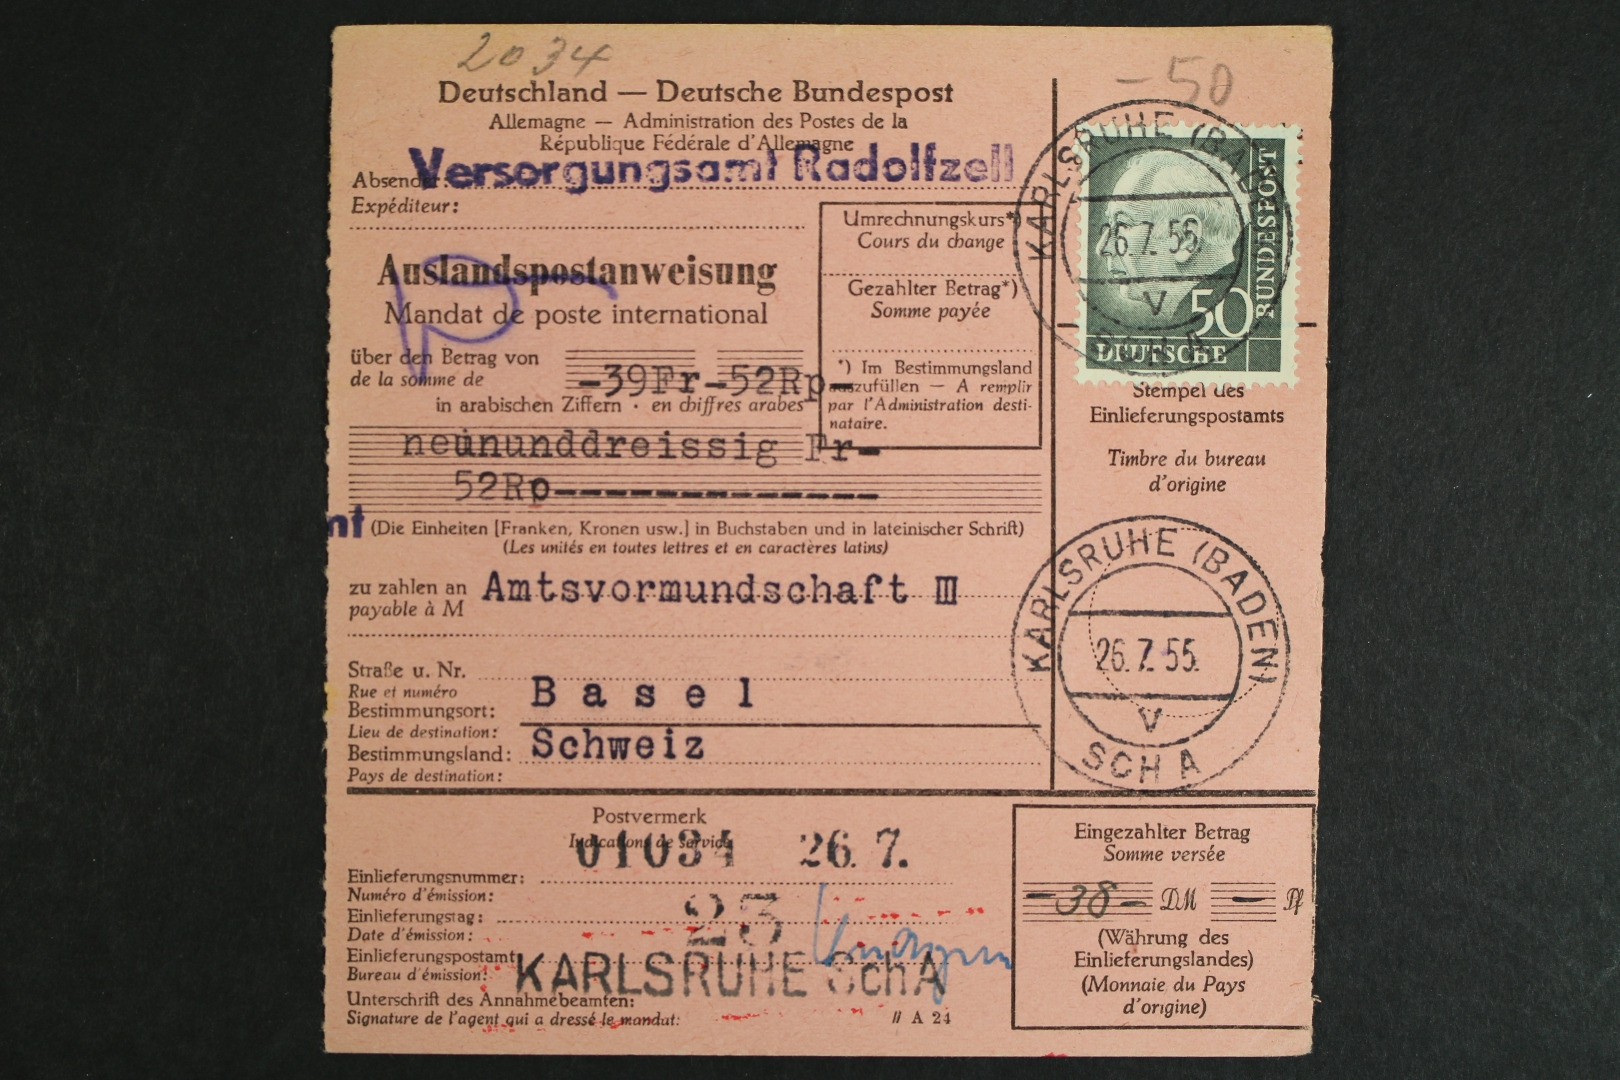 2034
-50
Deutschland — Deutsche Bundespost
Allemagne — Administration des Postes de la
République Fédérale d'Allemagne
Versorgungsamt Radolfzell
Absender:
Expéditeur:
Umrechnungskurs*)
Cours du change
Gezahlter Betrag*)
Somme payée
*) Im Bestimmungsland
auszufüllen — A remplir
par l'Administration desti-
nataire.
Auslandspostanweisung
Mandat de poste international
über den Betrag von
de la somme de
-39Fr-52Rp-
in arabischen Ziffern · en chiffres arabes
neununddreissig Fr-
52Rp--------------
mt
(Die Einheiten [Franken, Kronen usw.] in Buchstaben und in lateinischer Schrift)
(Les unités en toutes lettres et en caractères latins)
zu zahlen an Amtsvormundschaft III
payable à M
Straße u. Nr.
Rue et numéro
Bestimmungsort: Basel
Lieu de destination:
Bestimmungsland: Schweiz
Pays de destination:
KARLSRUHE (BADEN)
26.7.55
V
SCH A
50
BUNDESPOST
DEUTSCHE
Stempel des
Einlieferungspostamts
Timbre du bureau
d'origine
KARLSRUHE (BADEN)
26.7.55.
V
SCH A
Postvermerk
Indications de service
01034 26. 7.
Einlieferungsnummer:
Numéro d'émission:
23
Einlieferungstag:
Date d'émission:
Einlieferungspostamt:
Bureau d'émission:
KARLSRUHE Sch A
Unterschrift des Annahmebeamten:
Signature de l'agent qui a dressé le mandat:
// A 24
Eingezahlter Betrag
Somme versée
-38- DM — Pf
(Währung des
Einlieferungslandes)
(Monnaie du Pays
d'origine)